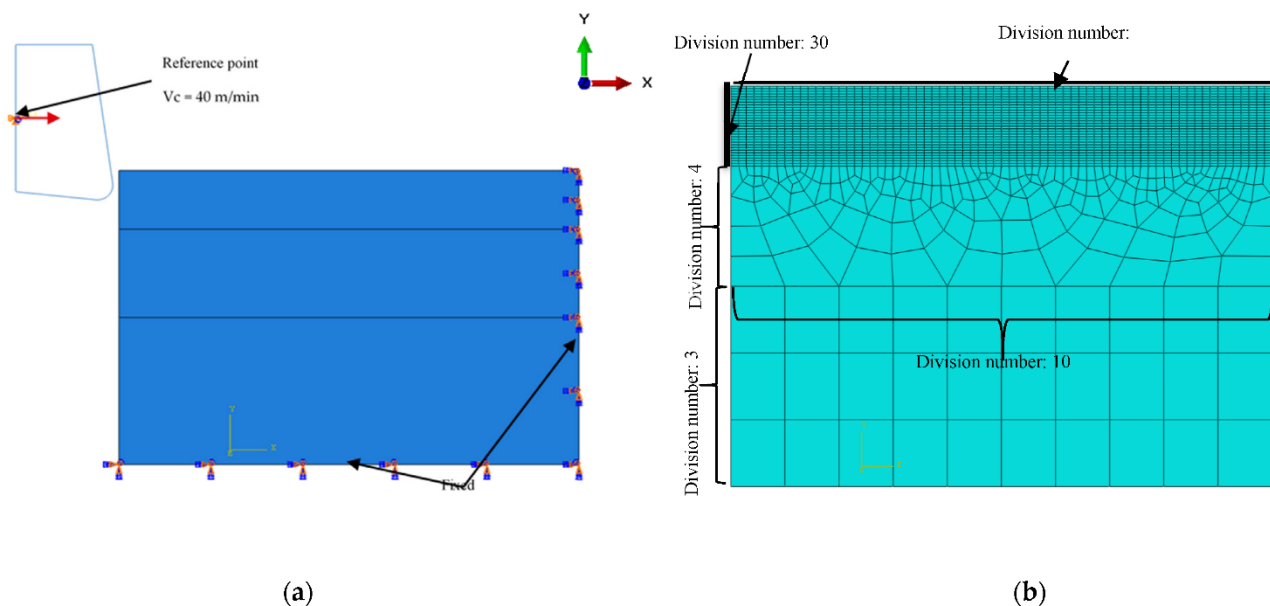 Reference point
Vc = 40 m/min
Y
X
Fixed
Y
X
Z
(a)
Division number: 30
Division number:
Division number: 4
Division number: 3
Division number: 10
Y
(b)